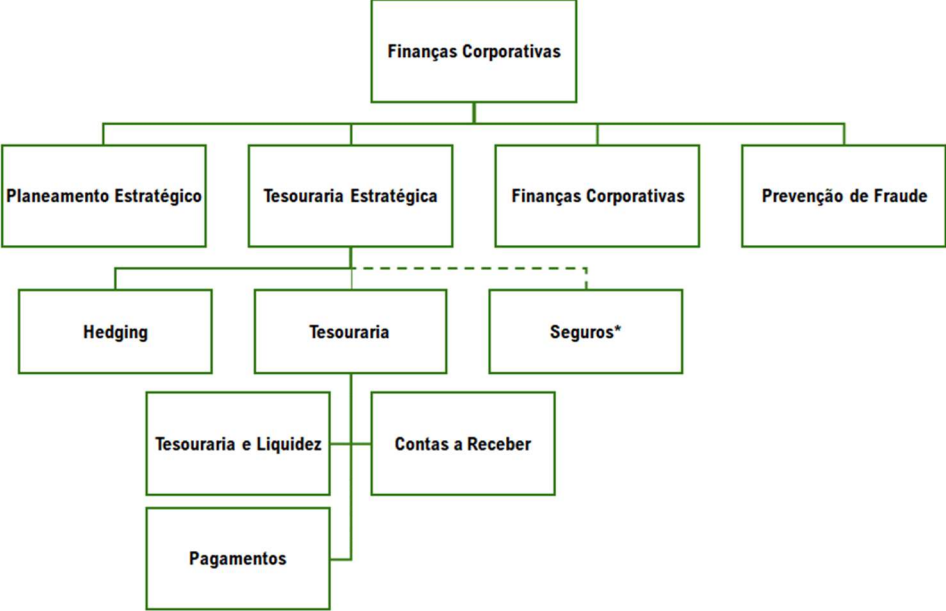 Finanças Corporativas
Planeamento Estratégico
Tesouraria Estratégica
Finanças Corporativas
Prevenção de Fraude
Hedging
Tesouraria
Seguros*
Tesouraria e Liquidez
Contas a Receber
Pagamentos